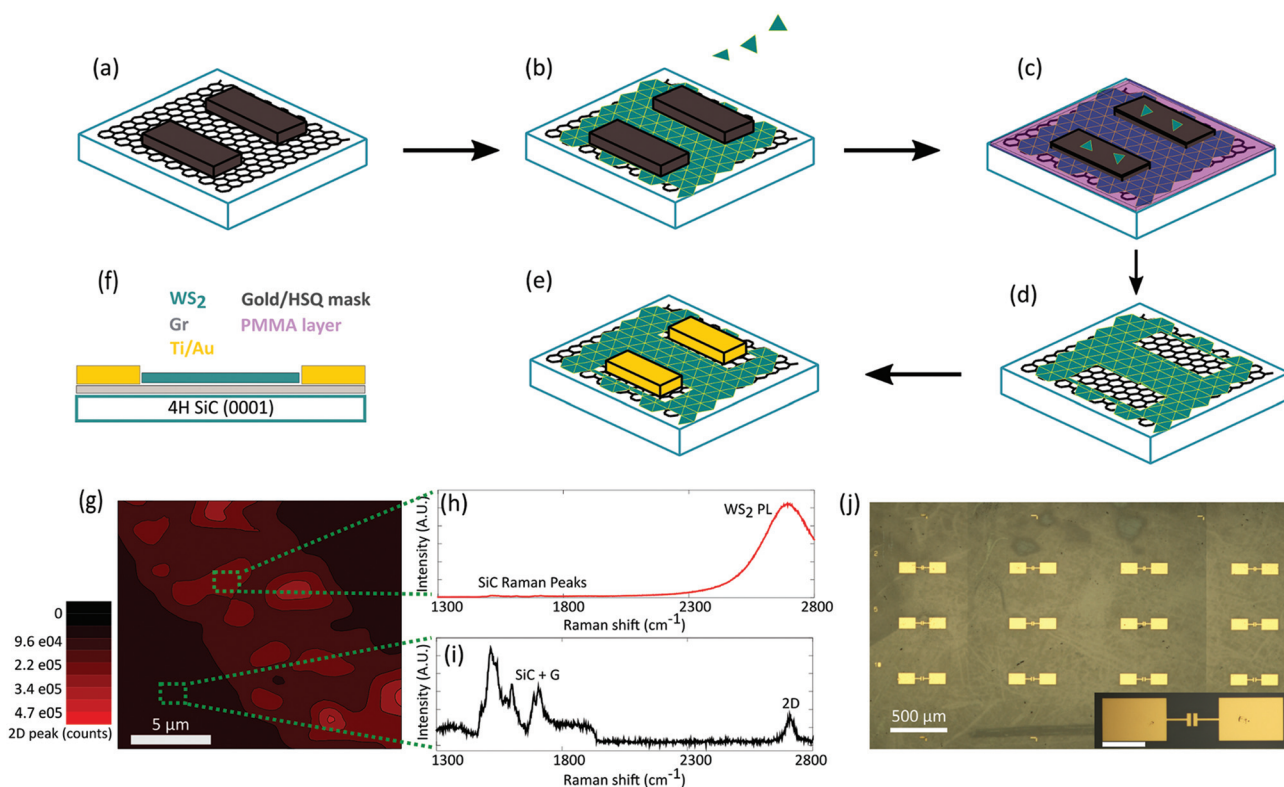 (a)
(b)
(c)
(f)
WS2 Gold/HSQ mask
Gr PMMA layer
Ti/Au
4H SiC (0001)
(e)
(d)
(g)
0
9.6 e04
2.2 e05
3.4 e05
4.7 e05
2D peak (counts)
5 μm
(h)
Intensity (A.U.)
WS2 PL
SiC Raman Peaks
1300 1800 2300 2800
Raman shift (cm-1)
(i)
Intensity (A.U.)
SiC + G
2D
1300 1800 2300 2800
Raman shift (cm-1)
(j)
2
5
500 μm